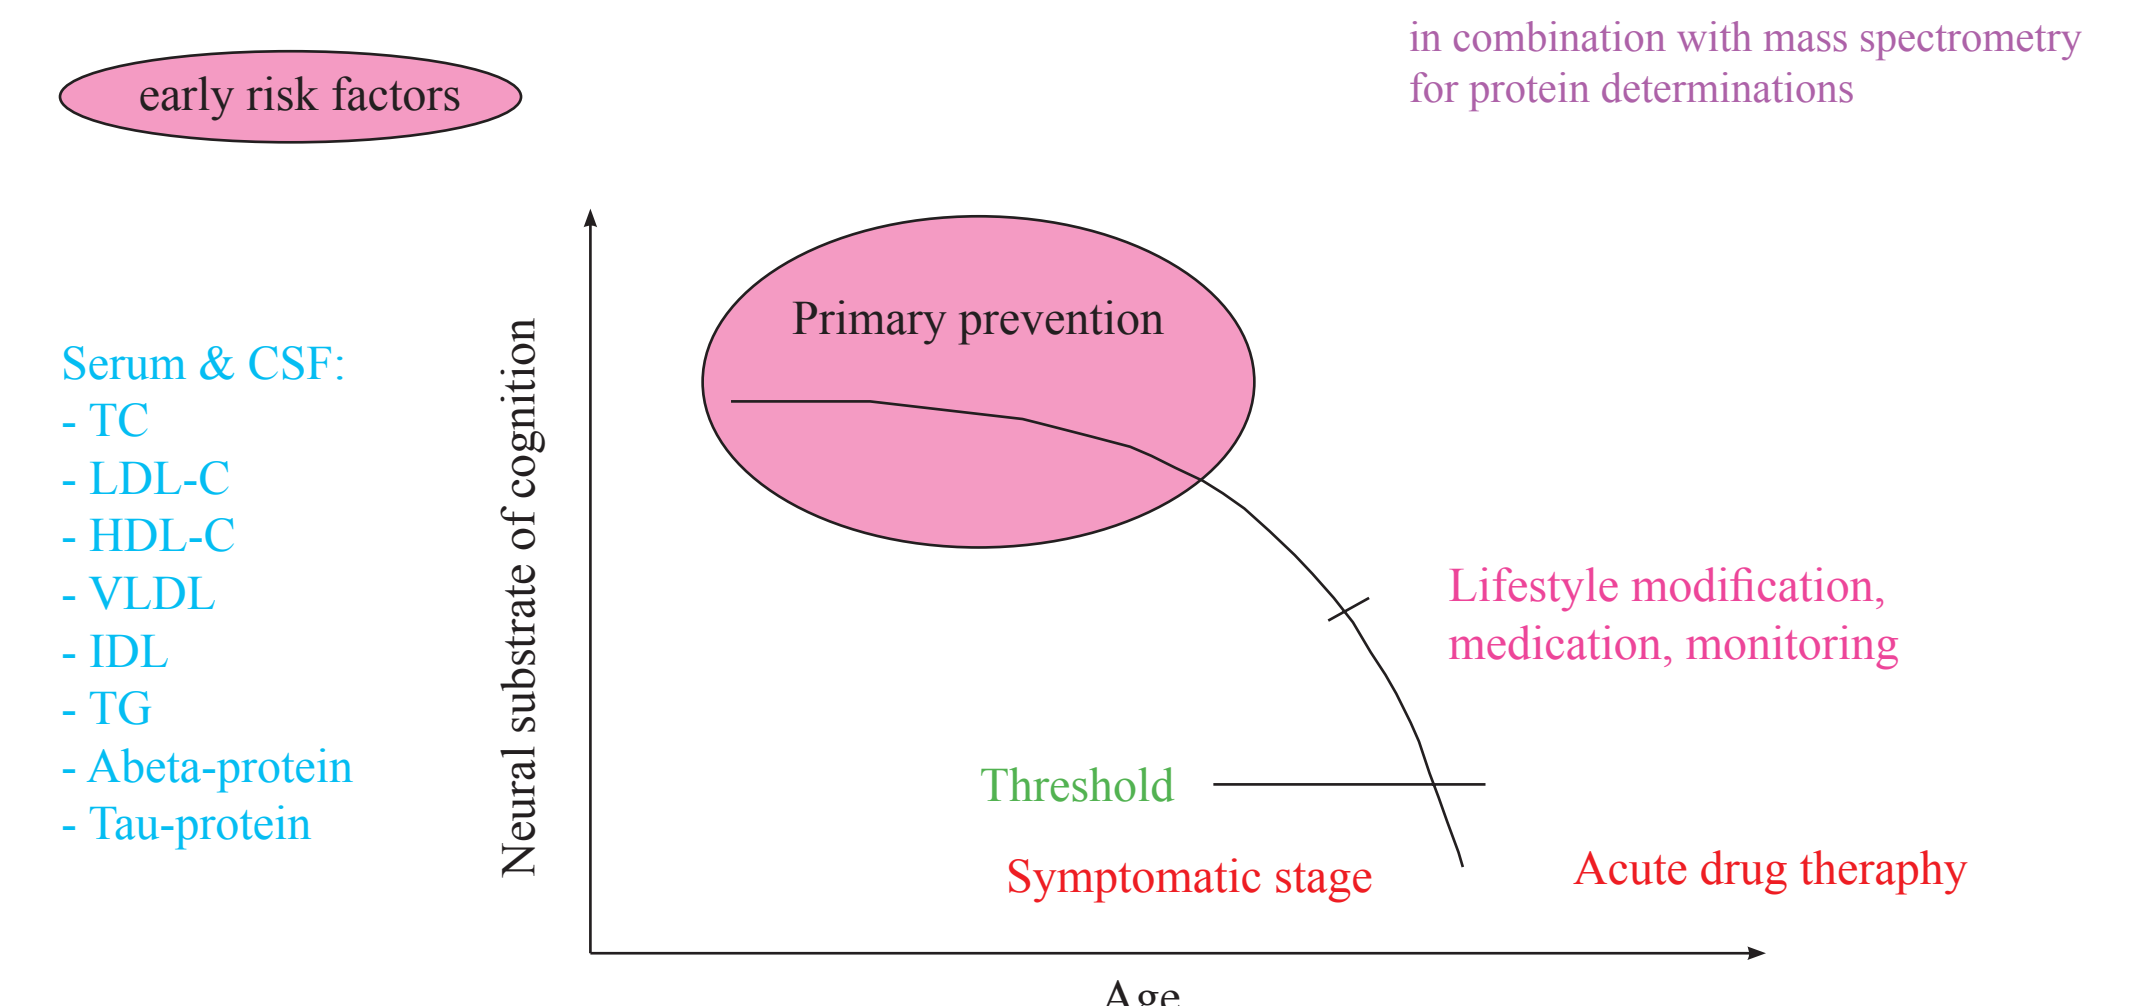 in combination with mass spectrometry
for protein determinations
early risk factors
Primary prevention
Serum & CSF:
- TC
- LDL-C
- HDL-C
- VLDL
- IDL
- TG
- Abeta-protein
- Tau-protein
Neural substrate of cognition
Lifestyle modification,
medication, monitoring
Threshold
Symptomatic stage
Acute drug theraphy
Age